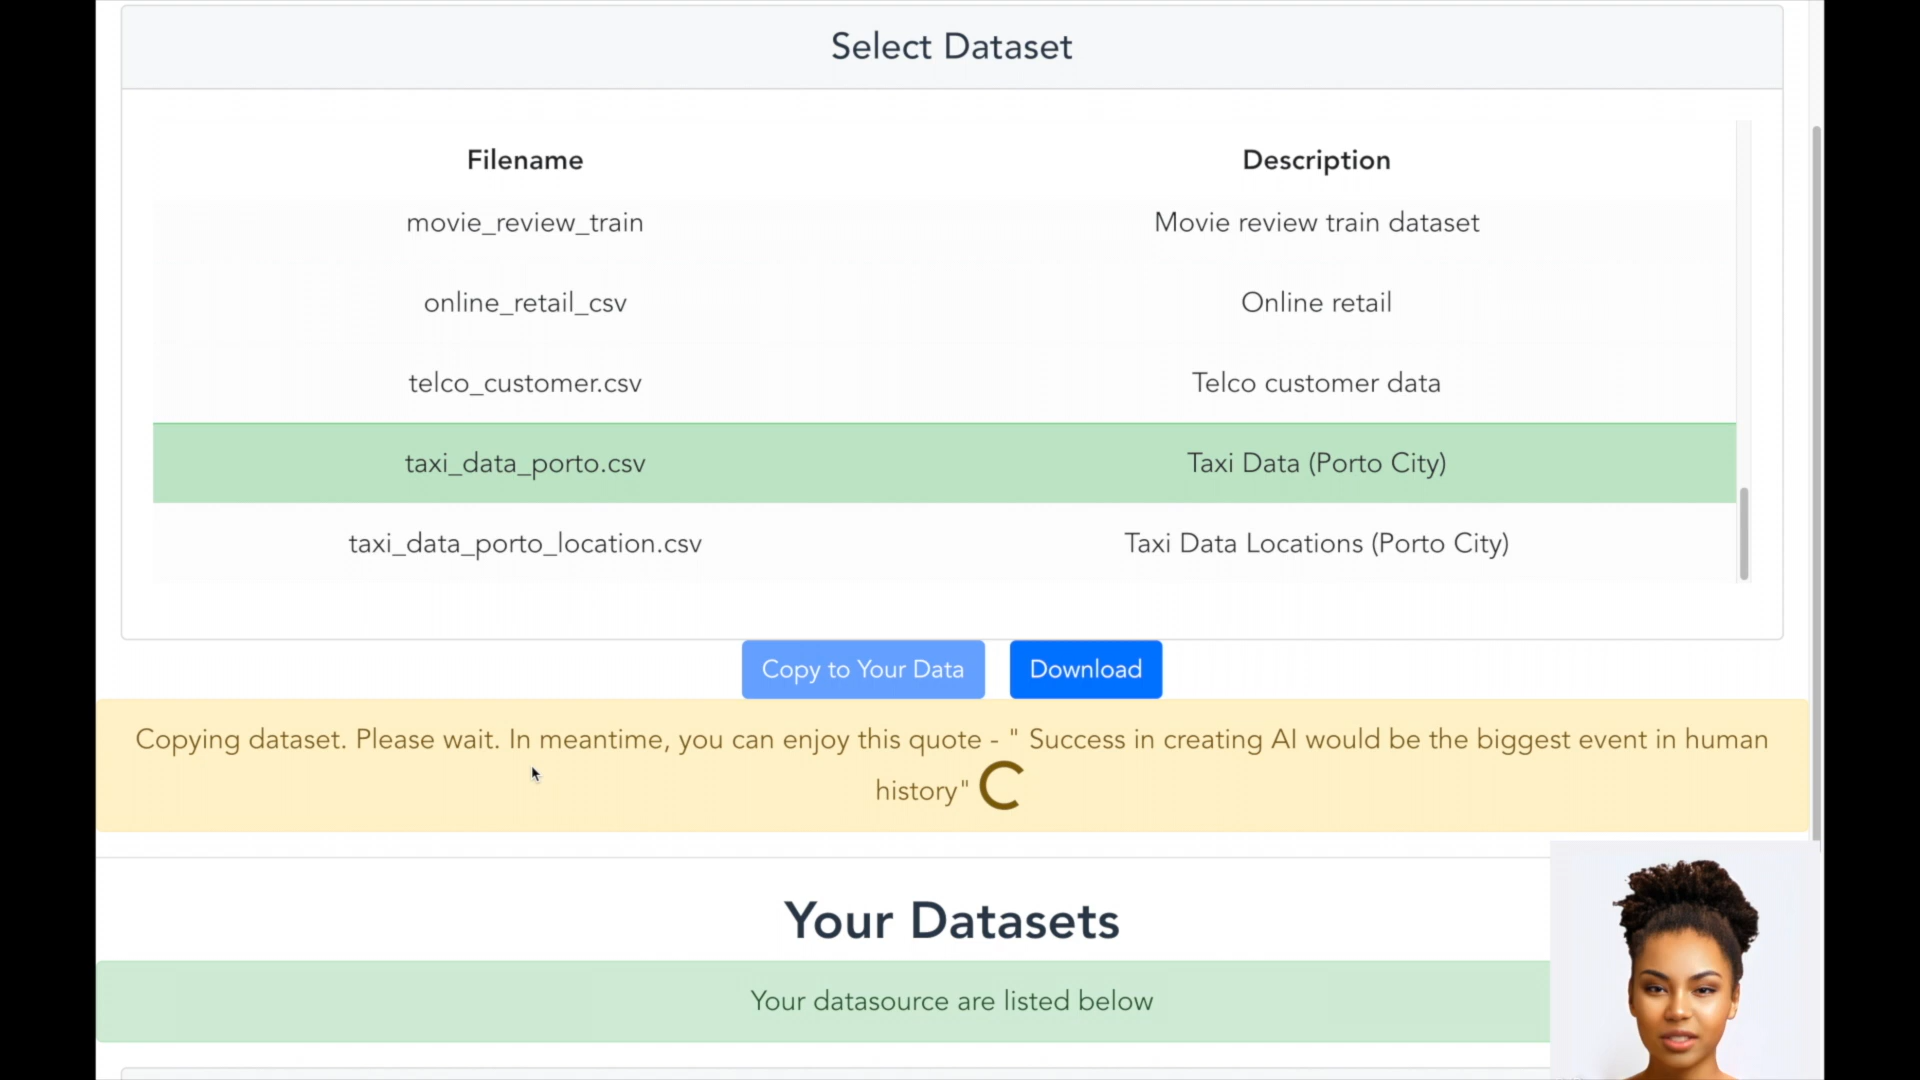 Select Dataset
Filename Description
movie_review_train Movie review train dataset
online_retail_csv Online retail
telco_customer.csv Telco customer data
taxi_data_porto.csv Taxi Data (Porto City)
taxi_data_porto_location.csv Taxi Data Locations (Porto City)
Copy to Your Data Download
Copying dataset. Please wait. In meantime, you can enjoy this quote - " Success in creating AI would be the biggest event in human
history"
Your Datasets
Your datasource are listed below